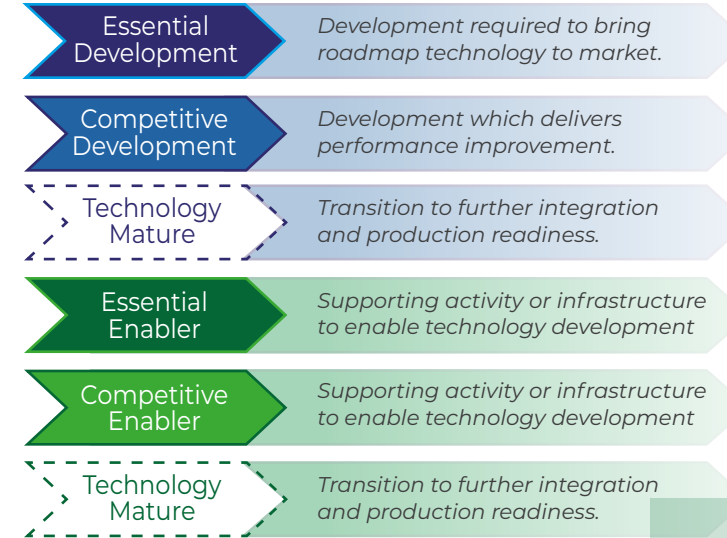 Essential
Development
Development required to bring
roadmap technology to market.
Competitive
Development
Development which delivers
performance improvement.
Technology
Mature
Transition to further integration
and production readiness.
Essential
Enabler
Supporting activity or infrastructure
to enable technology development
Competitive
Enabler
Supporting activity or infrastructure
to enable technology development
Technology
Mature
Transition to further integration
and production readiness.